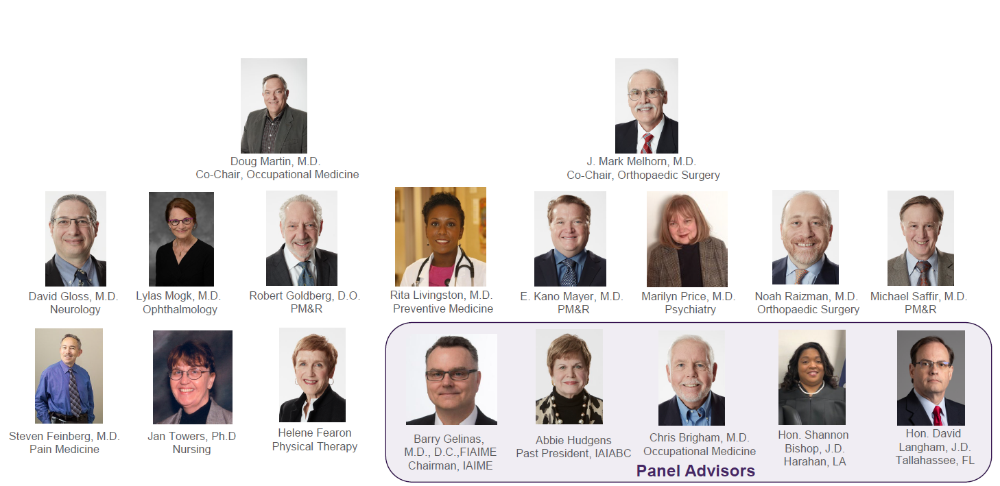 Doug Martin, M.D.
Co-Chair, Occupational Medicine
J. Mark Melhorn, M.D.
Co-Chair, Orthopaedic Surgery
David Gloss, M.D.
Neurology
Lylas Mogk, M.D.
Ophthalmology
Robert Goldberg, D.O.
PM&R
Rita Livingston, M.D.
Preventive Medicine
E. Kano Mayer, M.D.
PM&R
Marilyn Price, M.D.
Psychiatry
Noah Raizman, M.D.
Orthopaedic Surgery
Michael Saffir, M.D.
PM&R
Steven Feinberg, M.D.
Pain Medicine
Jan Towers, Ph.D
Nursing
Helene Fearon
Physical Therapy
Barry Gelinas,
M.D., D.C.,FIAIME
Chairman, IAIME
Abbie Hudgens
Past President, IAIABC
Chris Brigham, M.D.
Occupational Medicine
Hon. Shannon
Bishop, J.D.
Harahan, LA
Hon. David
Langham, J.D.
Tallahassee, FL
Panel Advisors